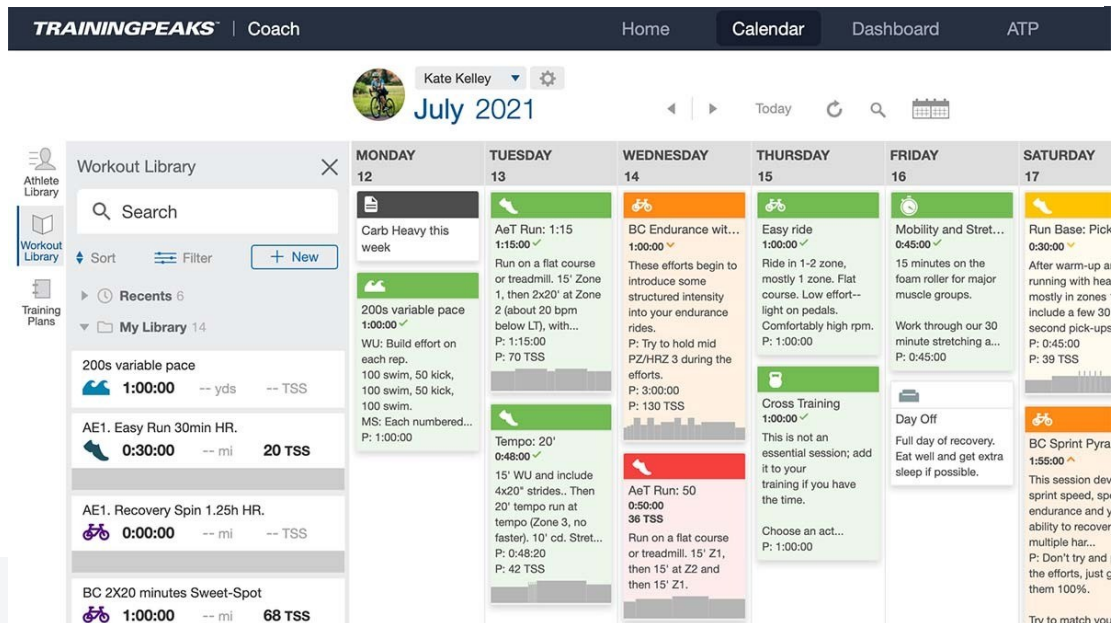 TRAININGPEAKS™ | Coach
Home
Calendar
Dashboard
ATP
Kate Kelley
July 2021
Today
Athlete
Library
Workout
Library
Training
Plans
Workout Library
Search
Sort
Filter
+ New
Recents 6
My Library 14
200s variable pace
1:00:00 -- yds -- TSS
AE1. Easy Run 30min HR.
0:30:00 -- mi 20 TSS
AE1. Recovery Spin 1.25h HR.
0:00:00 -- mi -- TSS
BC 2X20 minutes Sweet-Spot
1:00:00 -- mi 68 TSS
MONDAY
12
Carb Heavy this
week
200s variable pace
1:00:00
WU: Build effort on
each rep.
100 swim, 50 kick,
100 swim, 50 kick,
100 swim.
MS: Each numbered...
P: 1:00:00
TUESDAY
13
AeT Run: 1:15
1:15:00
Run on a flat course
or treadmill. 15' Zone
1, then 2x20' at Zone
2 (about 20 bpm
below LT), with...
P: 1:15:00
P: 70 TSS
Tempo: 20'
0:48:00
15' WU and include
4x20" strides.. Then
20' tempo run at
tempo (Zone 3, no
faster). 10' cd. Stret...
P: 0:48:20
P: 42 TSS
WEDNESDAY
14
BC Endurance wit...
1:00:00
These efforts begin to
introduce some
structured intensity
into your endurance
rides.
P: Try to hold mid
PZ/HRZ 3 during the
efforts.
P: 3:00:00
P: 130 TSS
AeT Run: 50
0:50:00
36 TSS
Run on a flat course
or treadmill. 15' Z1,
then 15' at Z2 and
then 15' Z1.
THURSDAY
15
Easy ride
1:00:00
Ride in 1-2 zone,
mostly 1 zone. Flat
course. Low effort--
light on pedals.
Comfortably high rpm.
P: 1:00:00
Cross Training
1:00:00
This is not an
essential session; add
it to your
training if you have
the time.
Choose an act...
P: 1:00:00
FRIDAY
16
Mobility and Stret...
0:45:00
15 minutes on the
foam roller for major
muscle groups.
Work through our 30
minute stretching a...
P: 0:45:00
Day Off
Full day of recovery.
Eat well and get extra
sleep if possible.
SATURDAY
17
Run Base: Pick
0:30:00
After warm-up a
running with hea
mostly in zones
include a few 30
second pick-ups
P: 0:45:00
P: 39 TSS
BC Sprint Pyra
1:55:00
This session dev
sprint speed, spe
endurance and y
ability to recover
multiple har...
P: Don't try and
the efforts, just g
them 100%.
Try to match you